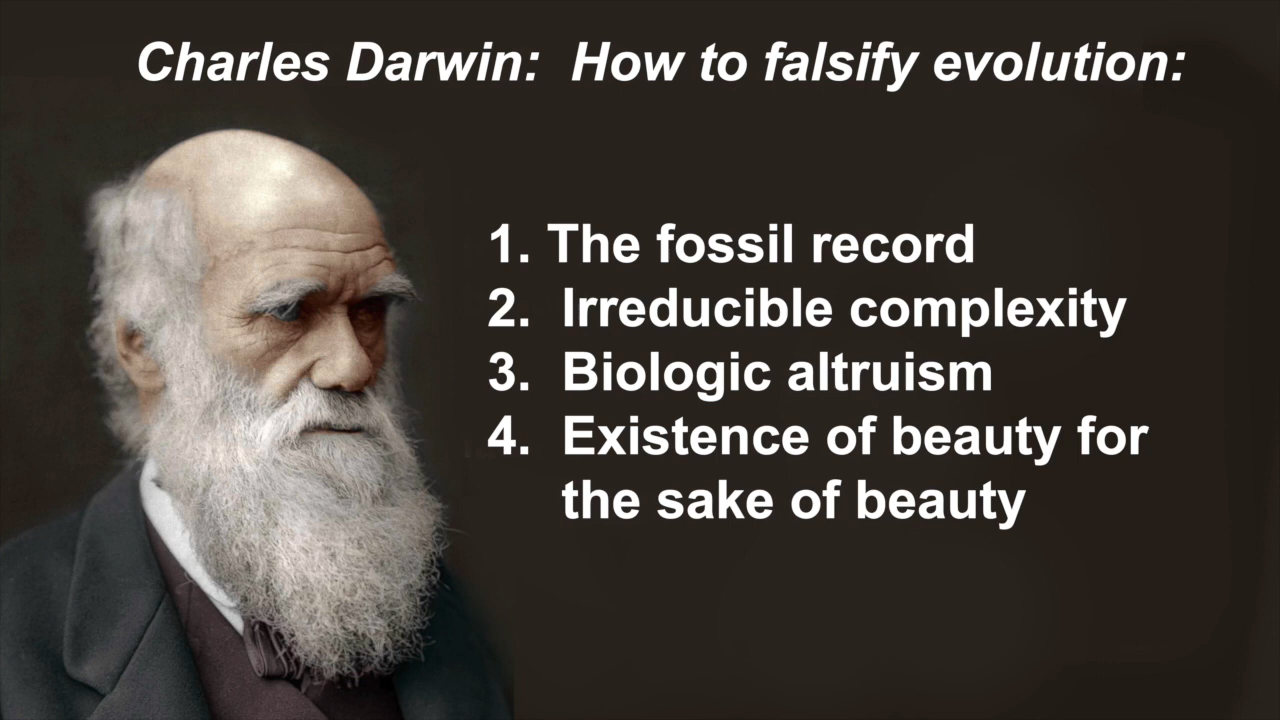 Charles Darwin: How to falsify evolution:
1. The fossil record
2. Irreducible complexity
3. Biologic altruism
4. Existence of beauty for
the sake of beauty